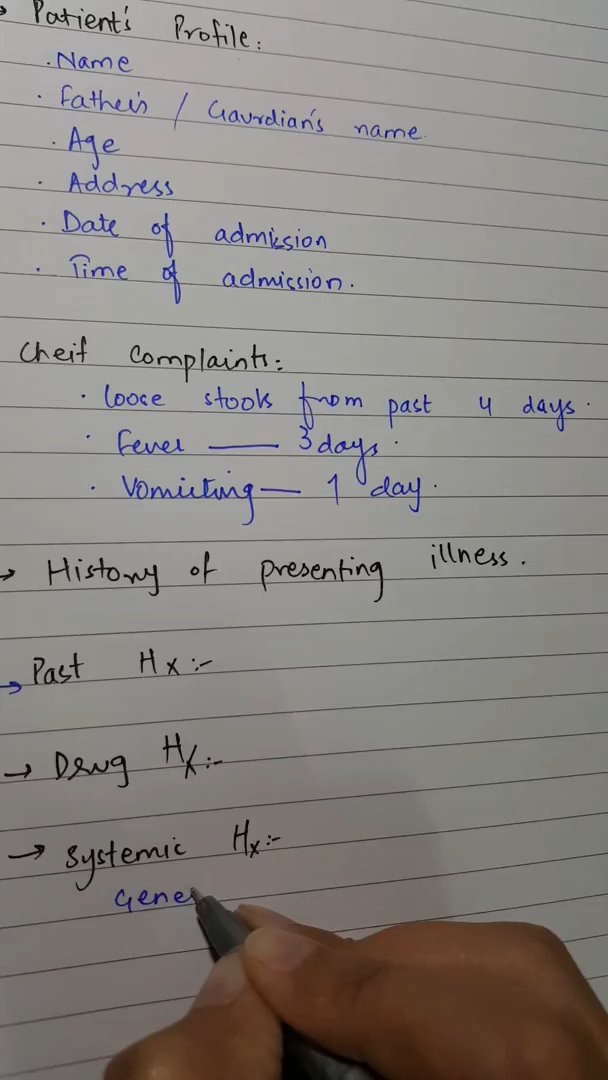 Patient's Profile:
· Name
· Father's / Gaurdian's name
· Age
· Address
· Date of admission
· Time of admission.
Cheif Complaints:
· loose stools from past 4 days.
· Fever — 3 days.
· Vomiting — 1 day.
→ History of presenting illness.
→ Past Hx:-
→ Drug Hx:-
→ Systemic Hx:-
Gene